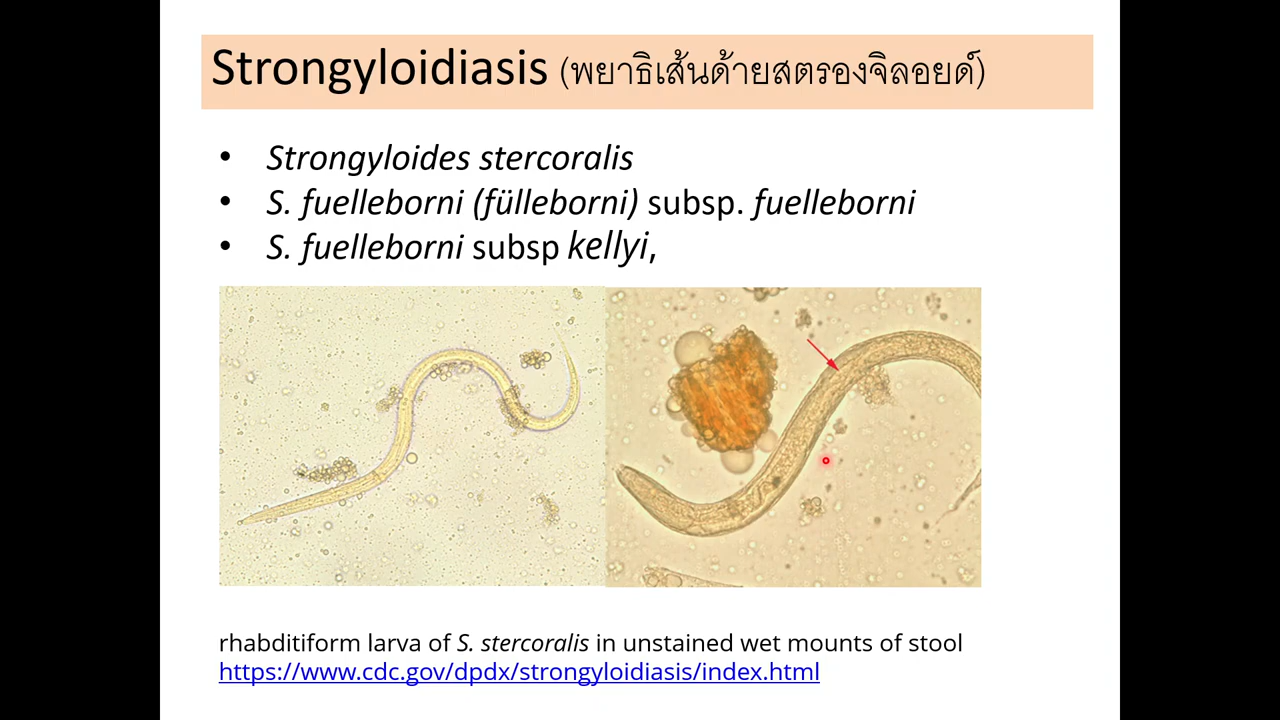 Strongyloidiasis (พยาธิเส้นด้ายสตรองจิลอยด์)
• Strongyloides stercoralis
• S. fuelleborni (fülleborni) subsp. fuelleborni
• S. fuelleborni subsp kellyi,
rhabditiform larva of S. stercoralis in unstained wet mounts of stool
https://www.cdc.gov/dpdx/strongyloidiasis/index.html